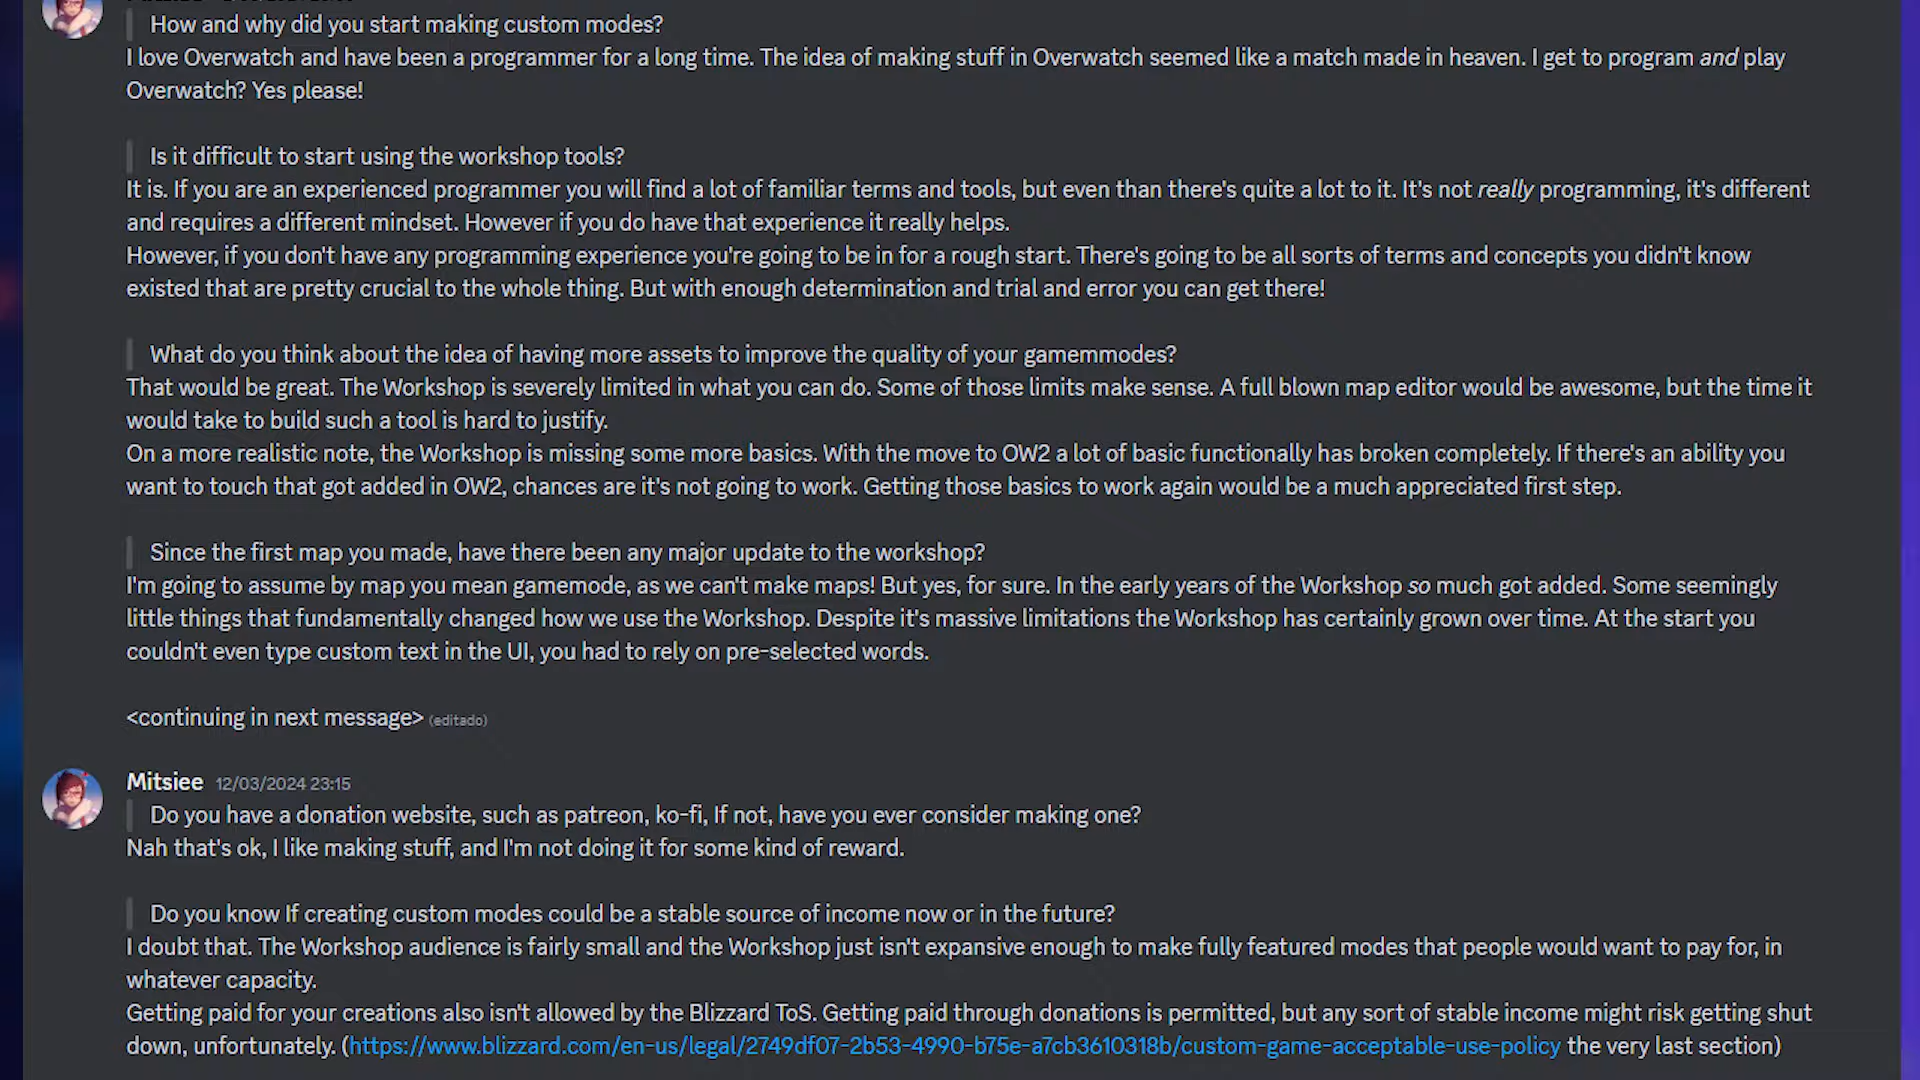 How and why did you start making custom modes?
I love Overwatch and have been a programmer for a long time. The idea of making stuff in Overwatch seemed like a match made in heaven. I get to program and play
Overwatch? Yes please!
Is it difficult to start using the workshop tools?
It is. If you are an experienced programmer you will find a lot of familiar terms and tools, but even than there's quite a lot to it. It's not really programming, it's different
and requires a different mindset. However if you do have that experience it really helps.
However, if you don't have any programming experience you're going to be in for a rough start. There's going to be all sorts of terms and concepts you didn't know
existed that are pretty crucial to the whole thing. But with enough determination and trial and error you can get there!
What do you think about the idea of having more assets to improve the quality of your gamemmodes?
That would be great. The Workshop is severely limited in what you can do. Some of those limits make sense. A full blown map editor would be awesome, but the time it
would take to build such a tool is hard to justify.
On a more realistic note, the Workshop is missing some more basics. With the move to OW2 a lot of basic functionally has broken completely. If there's an ability you
want to touch that got added in OW2, chances are it's not going to work. Getting those basics to work again would be a much appreciated first step.
Since the first map you made, have there been any major update to the workshop?
I'm going to assume by map you mean gamemode, as we can't make maps! But yes, for sure. In the early years of the Workshop so much got added. Some seemingly
little things that fundamentally changed how we use the Workshop. Despite it's massive limitations the Workshop has certainly grown over time. At the start you
couldn't even type custom text in the UI, you had to rely on pre-selected words.
<continuing in next message> (editado)
Mitsiee 12/03/2024 23:15
Do you have a donation website, such as patreon, ko-fi, If not, have you ever consider making one?
Nah that's ok, I like making stuff, and I'm not doing it for some kind of reward.
Do you know If creating custom modes could be a stable source of income now or in the future?
I doubt that. The Workshop audience is fairly small and the Workshop just isn't expansive enough to make fully featured modes that people would want to pay for, in
whatever capacity.
Getting paid for your creations also isn't allowed by the Blizzard ToS. Getting paid through donations is permitted, but any sort of stable income might risk getting shut
down, unfortunately. (https://www.blizzard.com/en-us/legal/2749df07-2b53-4990-b75e-a7cb3610318b/custom-game-acceptable-use-policy the very last section)